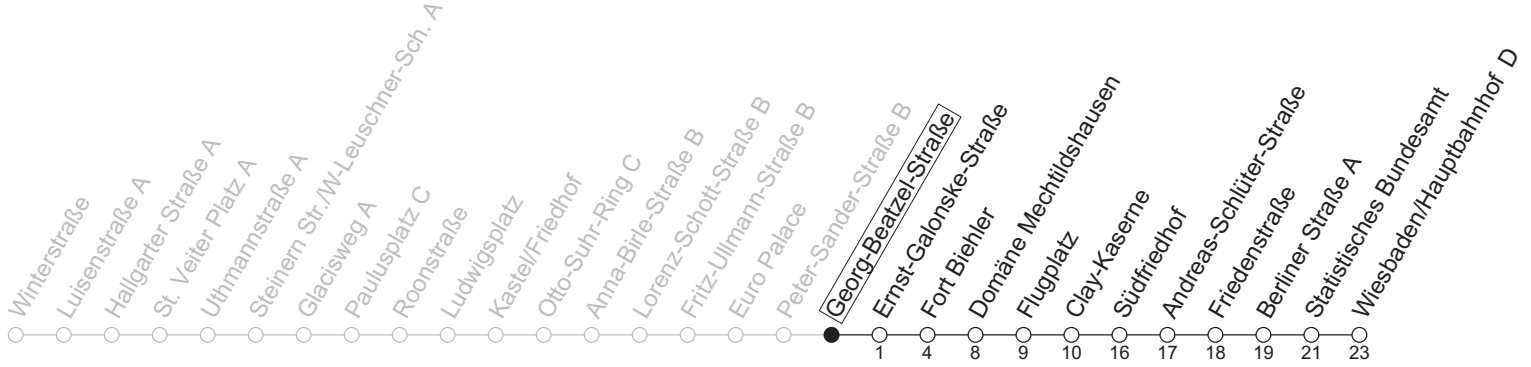 Winterstraße
Luisenstraße A
Hallgarter Straße A
St. Veiter Platz A
Uthmannstraße A
Steinern Str./W-Leuschner-Sch. A
Glacisweg A
Paulusplatz C
Roonstraße
Ludwigsplatz
Kastel/Friedhof
Otto-Suhr-Ring C
Anna-Birle-Straße B
Lorenz-Schott-Straße B
Fritz-Ullmann-Straße B
Euro Palace
Peter-Sander-Straße B
Georg-Beatzel-Straße
Ernst-Galonske-Straße
Fort Biehler
Domäne Mechtildshausen
Flugplatz
Clay-Kaserne
Südfriedhof
Andreas-Schlüter-Straße
Friedenstraße
Berliner Straße A
Statistisches Bundesamt
Wiesbaden/Hauptbahnhof D
1 4 8 9 10 16 17 18 19 21 23